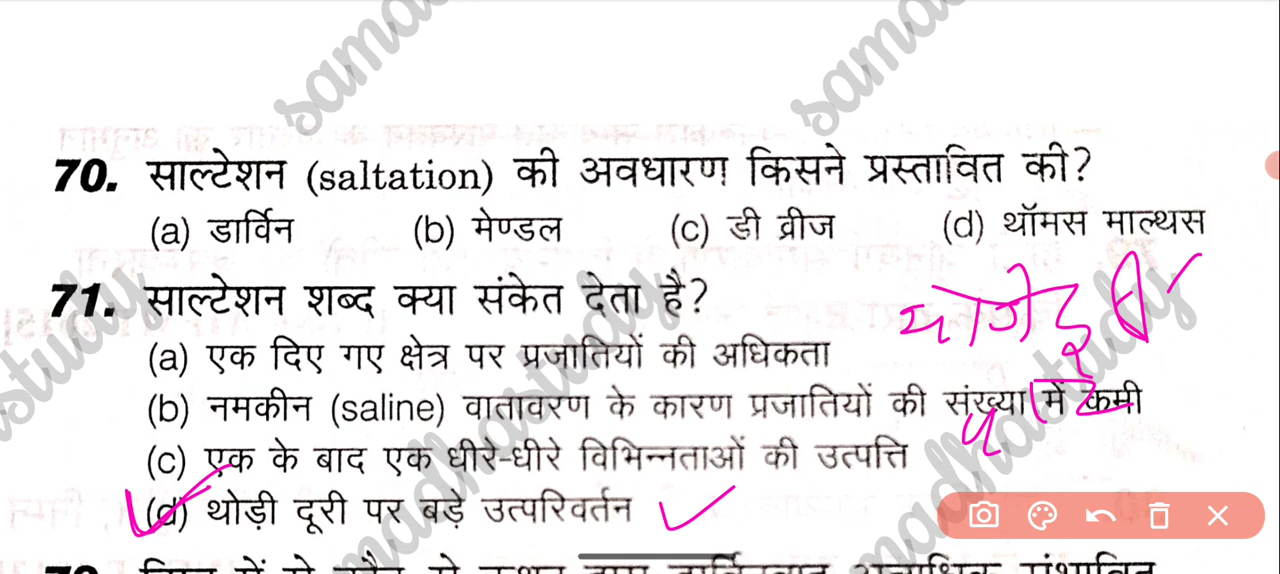 70. साल्टेशन (saltation) की अवधारण किसने प्रस्तावित की?
(a) डार्विन (b) मेण्डल (c) डी व्रीज (d) थॉमस माल्थस
71. साल्टेशन शब्द क्या संकेत देता है?
(a) एक दिए गए क्षेत्र पर प्रजातियों की अधिकता
(b) नमकीन (saline) वातावरण के कारण प्रजातियों की संख्या में कमी
(c) एक के बाद एक धीरे-धीरे विभिन्नताओं की उत्पत्ति
(d) थोड़ी दूरी पर बड़े उत्परिवर्तन